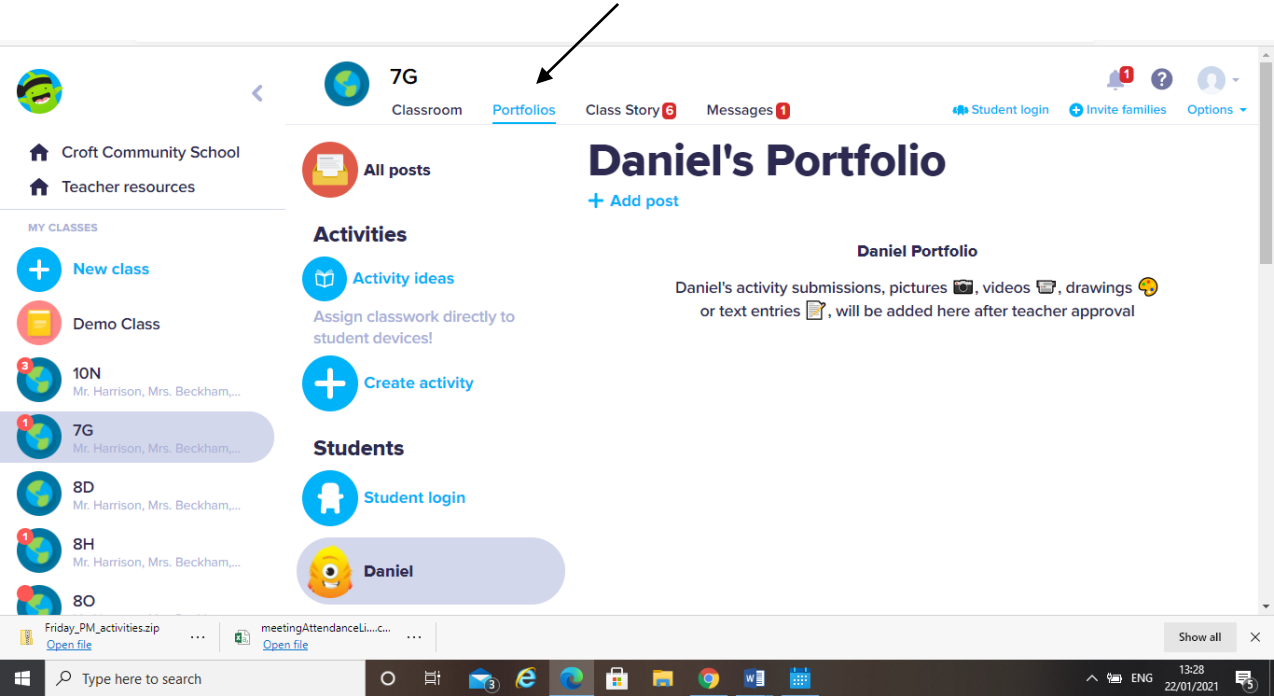 7G
Classroom
Portfolios
Class Story 6
Messages 1
1
?
Student login
Invite families
Options
Croft Community School
Teacher resources
MY CLASSES
New class
Demo Class
3
10N
Mr. Harrison, Mrs. Beckham,...
1
7G
Mr. Harrison, Mrs. Beckham,...
8D
Mr. Harrison, Mrs. Beckham,...
1
8H
Mr. Harrison, Mrs. Beckham,...
8O
All posts
Activities
Activity ideas
Assign classwork directly to
student devices!
Create activity
Students
Student login
Daniel
Daniel's Portfolio
+ Add post
Daniel Portfolio
Daniel's activity submissions, pictures 📷, videos 📹, drawings 🎨
or text entries 📝, will be added here after teacher approval
Friday_PM_activities.zip
Open file
...
meetingAttendanceLi....c...
Open file
...
Show all
Type here to search
3
ENG
13:28
22/01/2021
5